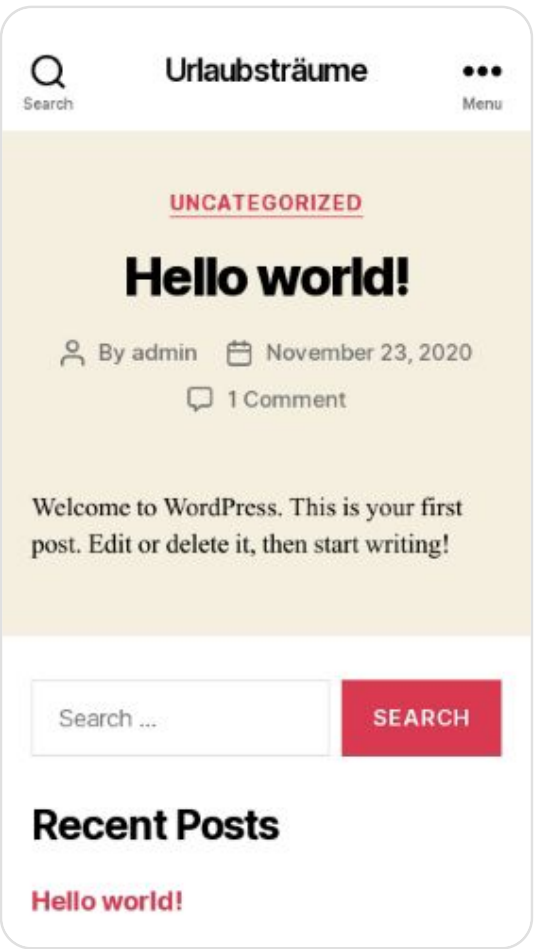 Urlaubsträume
Search
Menu
UNCATEGORIZED
Hello world!
By admin November 23, 2020
1 Comment
Welcome to WordPress. This is your first
post. Edit or delete it, then start writing!
Search ... SEARCH
Recent Posts
Hello world!